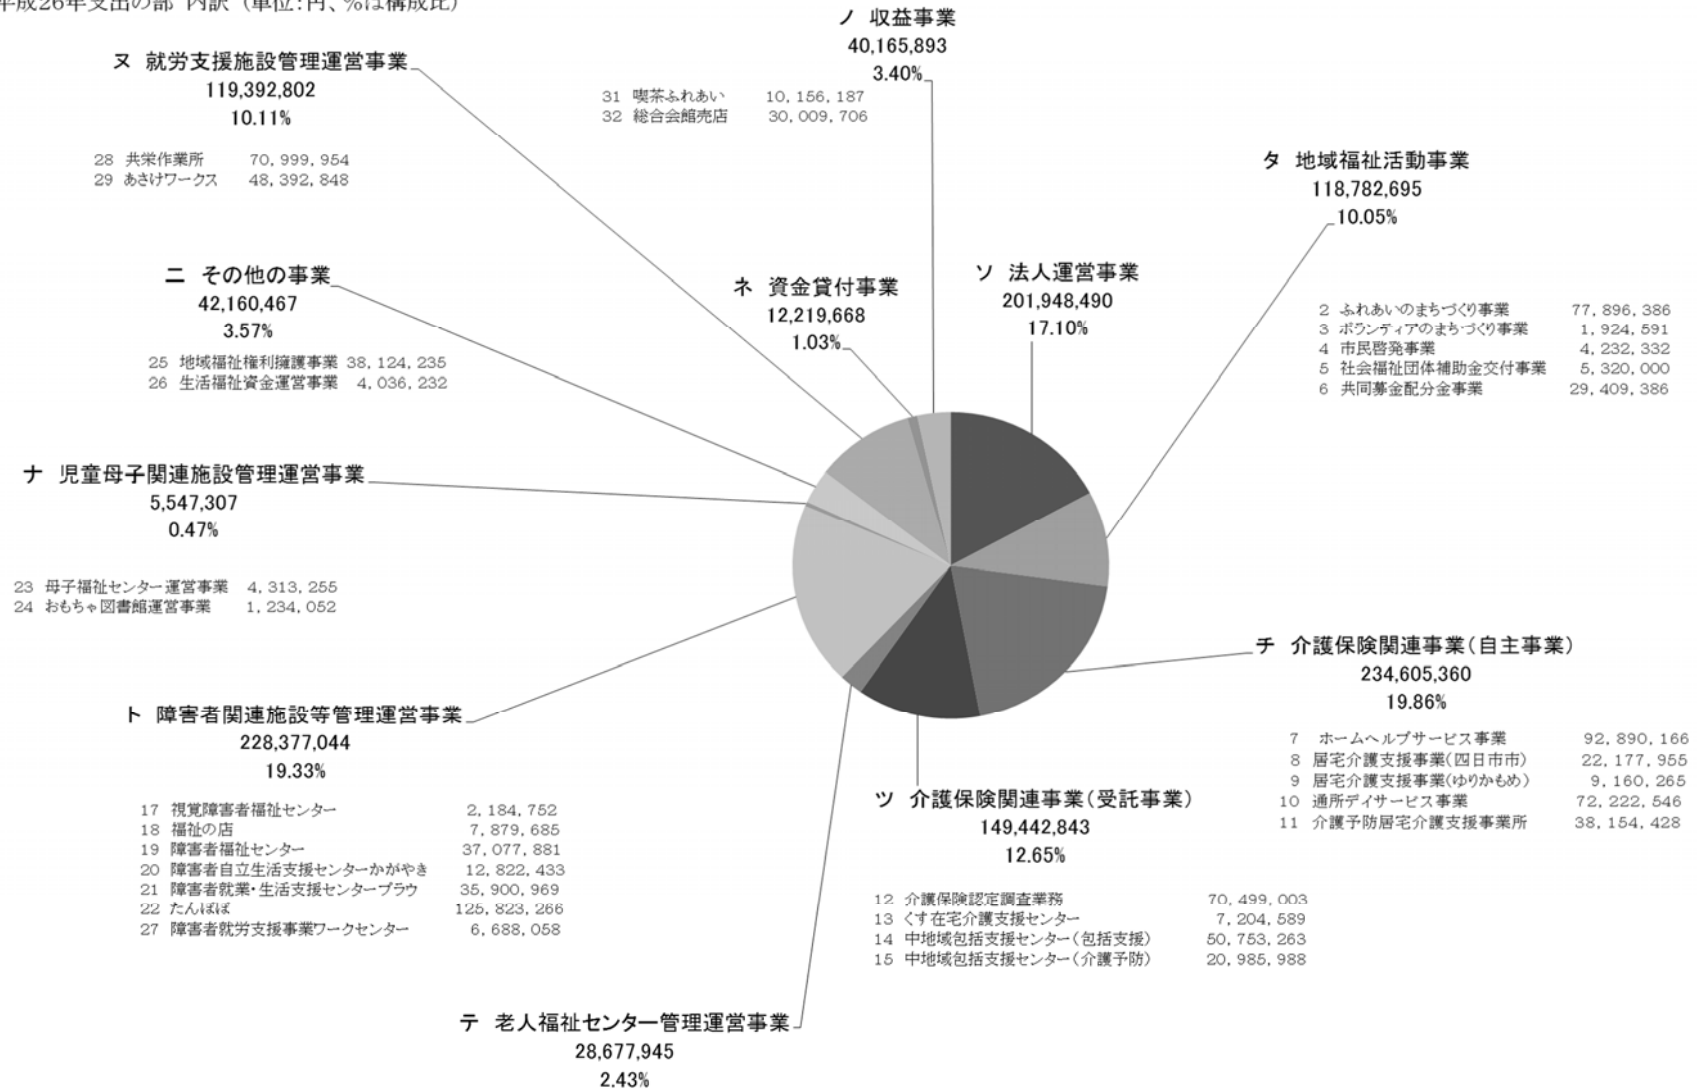 平成26年支出の部 内訳 (単位:円、%は構成比)
ノ 収益事業
40,165,893
3.40%
31 喫茶ふれあい 10,156,187
32 総合会館売店 30,009,706
ヌ 就労支援施設管理運営事業
119,392,802
10.11%
28 共栄作業所 70,999,954
29 あさけワークス 48,392,848
タ 地域福祉活動事業
118,782,695
10.05%
2 ふれあいのまちづくり事業 77,896,386
3 ボランティアのまちづくり事業 1,924,591
4 市民啓発事業 4,232,332
5 社会福祉団体補助金交付事業 5,320,000
6 共同募金配分金事業 29,409,386
ソ 法人運営事業
201,948,490
17.10%
ネ 資金貸付事業
12,219,668
1.03%
ニ その他の事業
42,160,467
3.57%
25 地域福祉権利擁護事業 38,124,235
26 生活福祉資金運営事業 4,036,232
ナ 児童母子関連施設管理運営事業
5,547,307
0.47%
23 母子福祉センター運営事業 4,313,255
24 おもちゃ図書館運営事業 1,234,052
チ 介護保険関連事業(自主事業)
234,605,360
19.86%
7 ホームヘルプサービス事業 92,890,166
8 居宅介護支援事業(四日市市) 22,177,955
9 居宅介護支援事業(ゆりかもめ) 9,160,265
10 通所デイサービス事業 72,222,546
11 介護予防居宅介護支援事業所 38,154,428
ト 障害者関連施設等管理運営事業
228,377,044
19.33%
17 視覚障害者福祉センター 2,184,752
18 福祉の店 7,879,685
19 障害者福祉センター 37,077,881
20 障害者自立生活支援センターかがやき 12,822,433
21 障害者就業・生活支援センタープラウ 35,900,969
22 たんぽぽ 125,823,266
27 障害者就労支援事業ワークセンター 6,688,058
ツ 介護保険関連事業(受託事業)
149,442,843
12.65%
12 介護保険認定調査業務 70,499,003
13 くす在宅介護支援センター 7,204,589
14 中地域包括支援センター(包括支援) 50,753,263
15 中地域包括支援センター(介護予防) 20,985,988
テ 老人福祉センター管理運営事業
28,677,945
2.43%